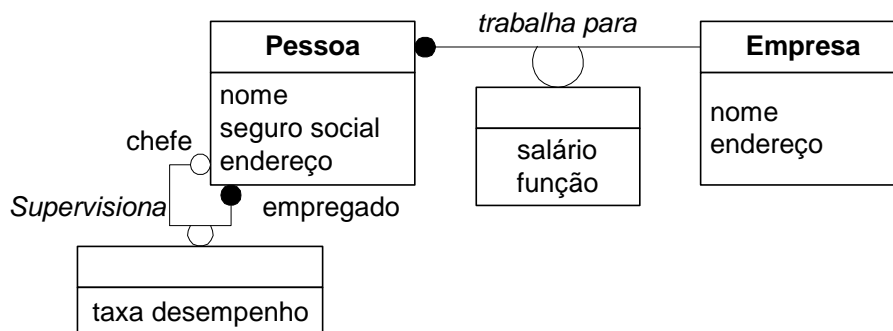 trabalha para
Pessoa
Empresa
nome
seguro social
endereço
nome
endereço
chefe
salário
função
Supervisiona
empregado
taxa desempenho